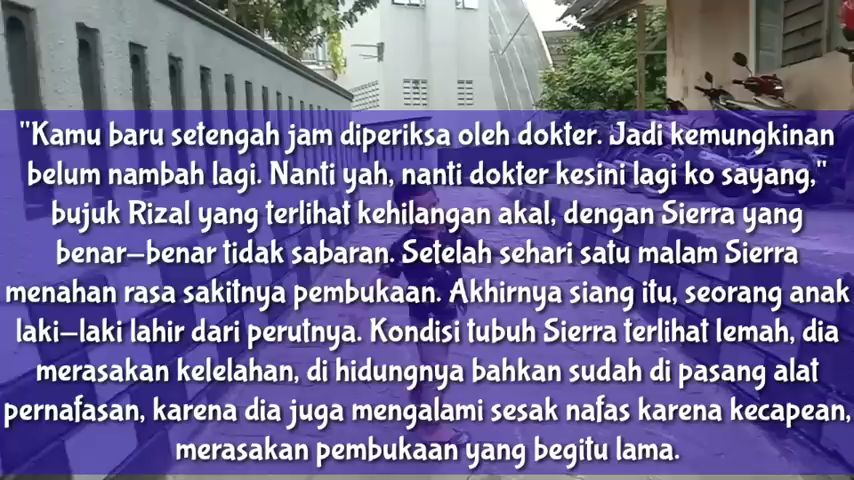 "Kamu baru setengah jam diperiksa oleh dokter. Jadi kemungkinan
belum nambah lagi. Nanti yah, nanti dokter kesini lagi ko sayang,"
bujuk Rizal yang terlihat kehilangan akal, dengan Sierra yang
benar-benar tidak sabaran. Setelah sehari satu malam Sierra
menahan rasa sakitnya pembukaan. Akhirnya siang itu, seorang anak
laki-laki lahir dari perutnya. Kondisi tubuh Sierra terlihat lemah, dia
merasakan kelelahan, di hidungnya bahkan sudah di pasang alat
pernafasan, karena dia juga mengalami sesak nafas karena kecapean,
merasakan pembukaan yang begitu lama.